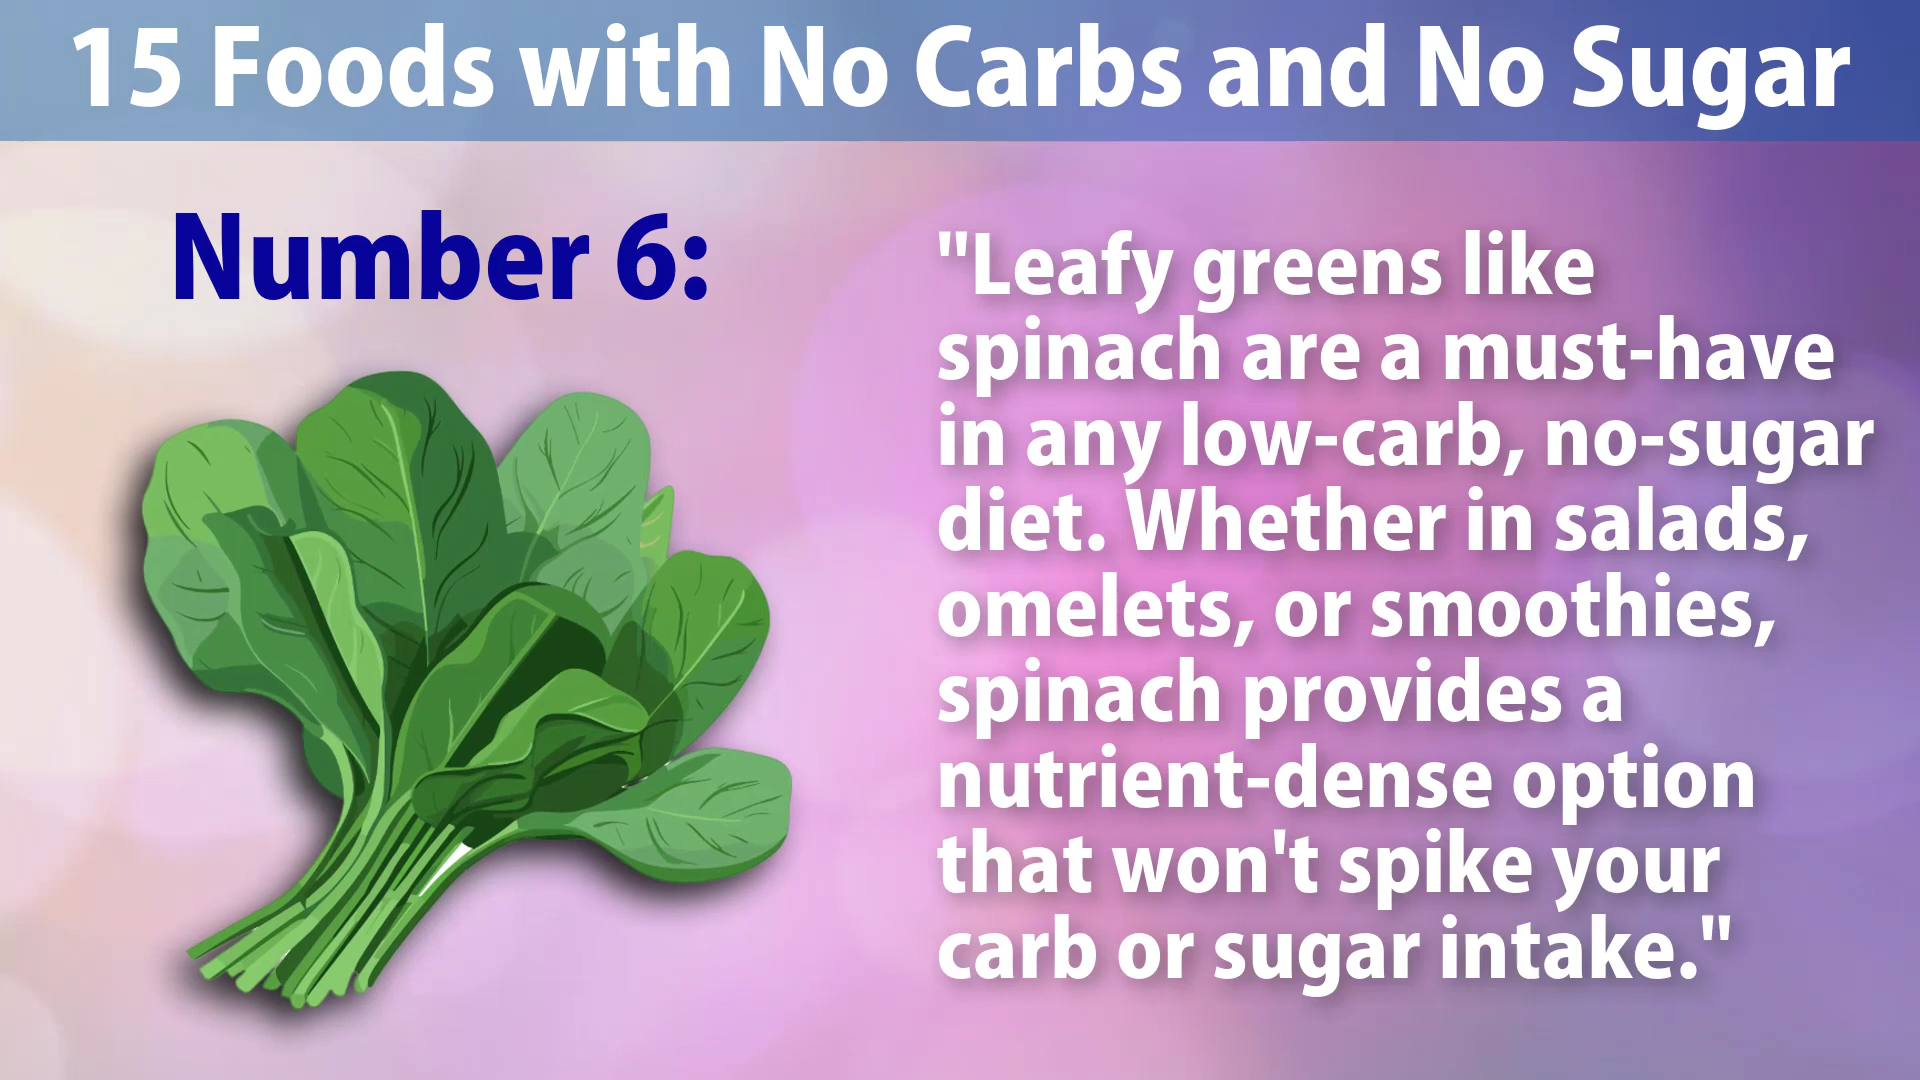 15 Foods with No Carbs and No Sugar
Number 6:
"Leafy greens like
spinach are a must-have
in any low-carb, no-sugar
diet. Whether in salads,
omelets, or smoothies,
spinach provides a
nutrient-dense option
that won't spike your
carb or sugar intake."